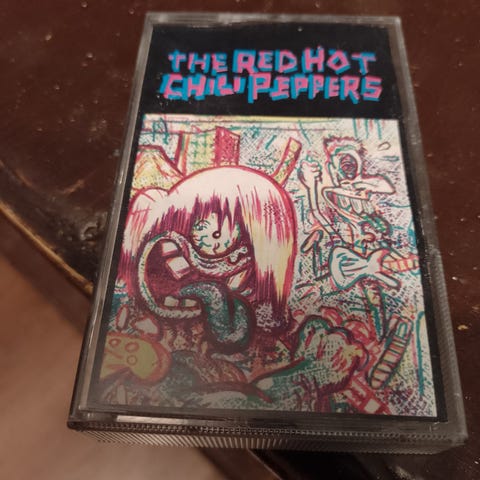 THE RED HOT
CHILI PEPPERS